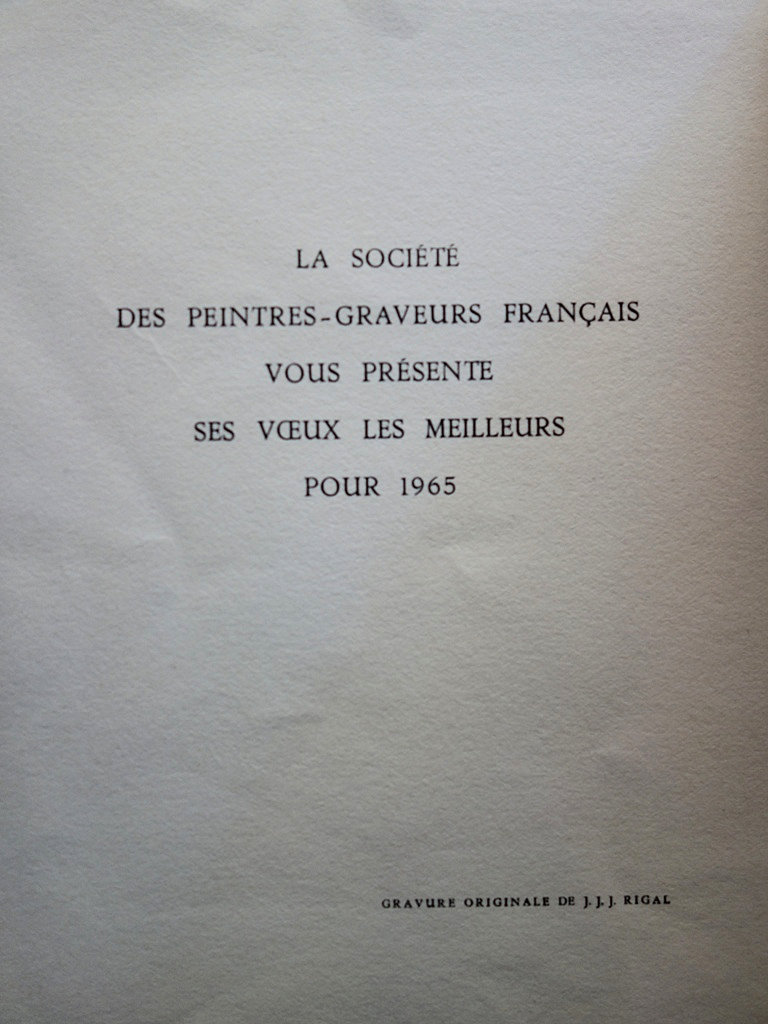 LA SOCIÉTÉ
DES PEINTRES-GRAVEURS FRANÇAIS
VOUS PRÉSENTE
SES VŒUX LES MEILLEURS
POUR 1965
GRAVURE ORIGINALE DE J. J. J. RIGAL